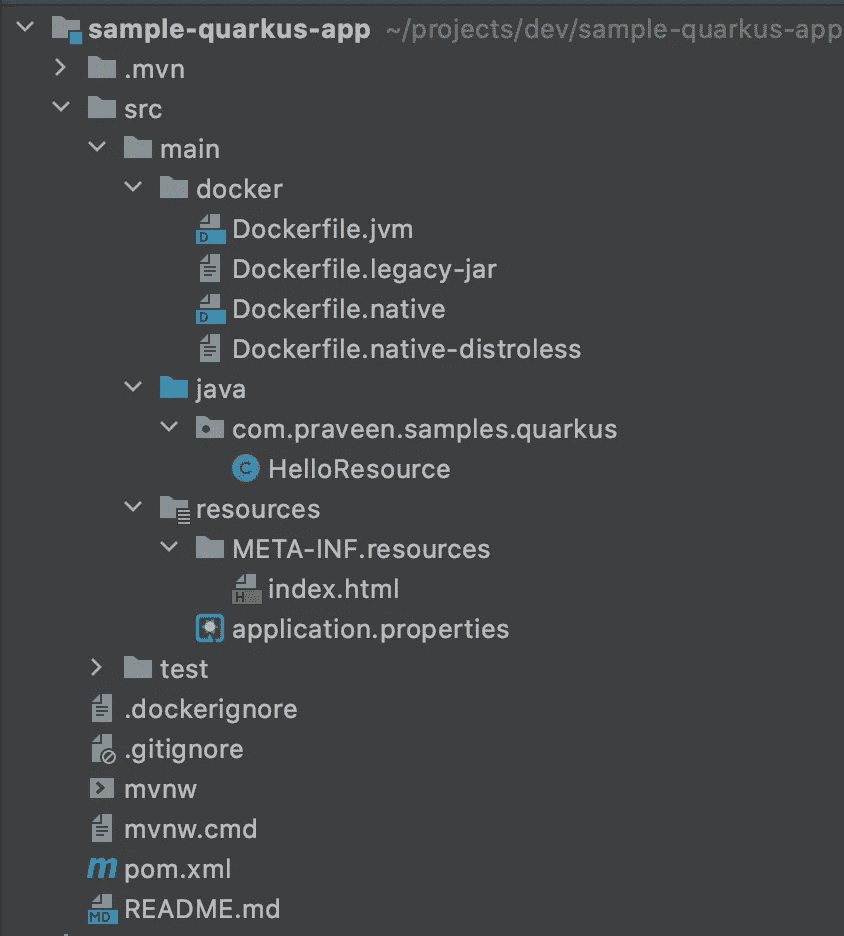 sample-quarkus-app ~/projects/dev/sample-quarkus-app
.mvn
src
main
docker
Dockerfile.jvm
Dockerfile.legacy-jar
Dockerfile.native
Dockerfile.native-distroless
java
com.praveen.samples.quarkus
HelloResource
resources
META-INF.resources
index.html
application.properties
test
.dockerignore
.gitignore
mvnw
mvnw.cmd
pom.xml
README.md